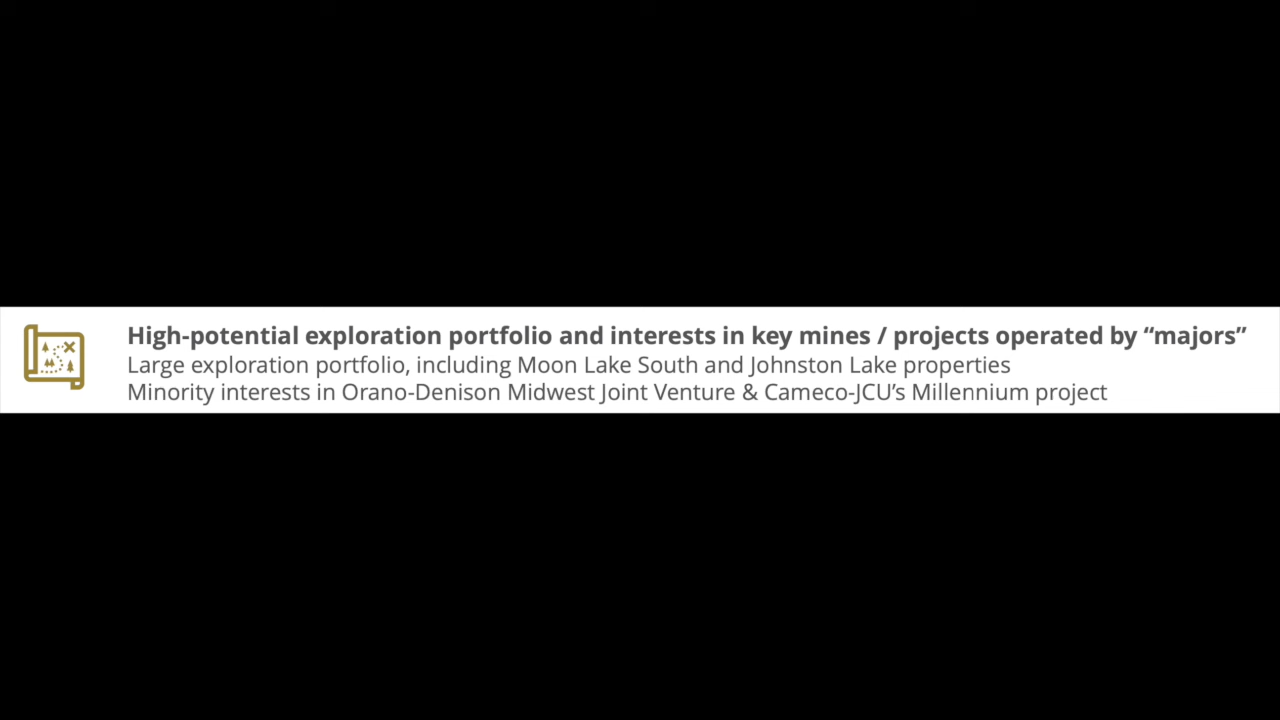 High-potential exploration portfolio and interests in key mines / projects operated by “majors”
Large exploration portfolio, including Moon Lake South and Johnston Lake properties
Minority interests in Orano-Denison Midwest Joint Venture & Cameco-JCU’s Millennium project